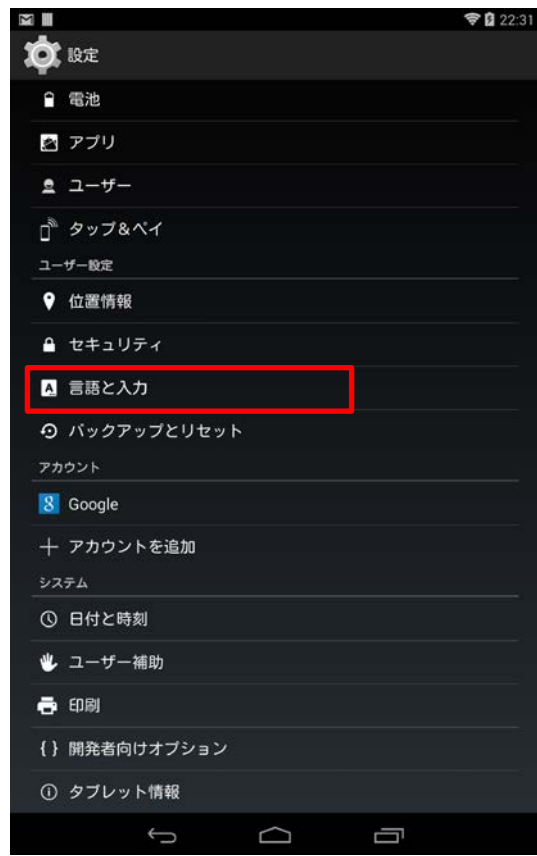 22:31
設定
電池
アプリ
ユーザー
タップ&ペイ
ユーザー設定
位置情報
セキュリティ
A 言語と入力
バックアップとリセット
アカウント
8 Google
アカウントを追加
システム
日付と時刻
ユーザー補助
印刷
{ } 開発者向けオプション
タブレット情報